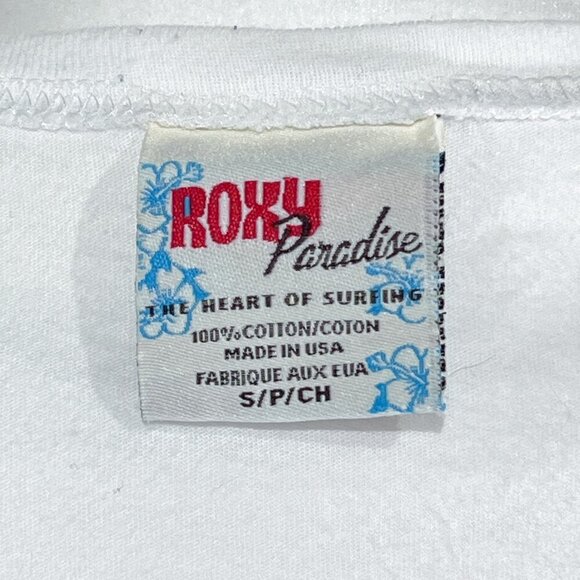 ROXY
Paradise
THE HEART OF SURFING
100% COTTON/COTON
MADE IN USA
FABRIQUE AUX EUA
S/P/CH